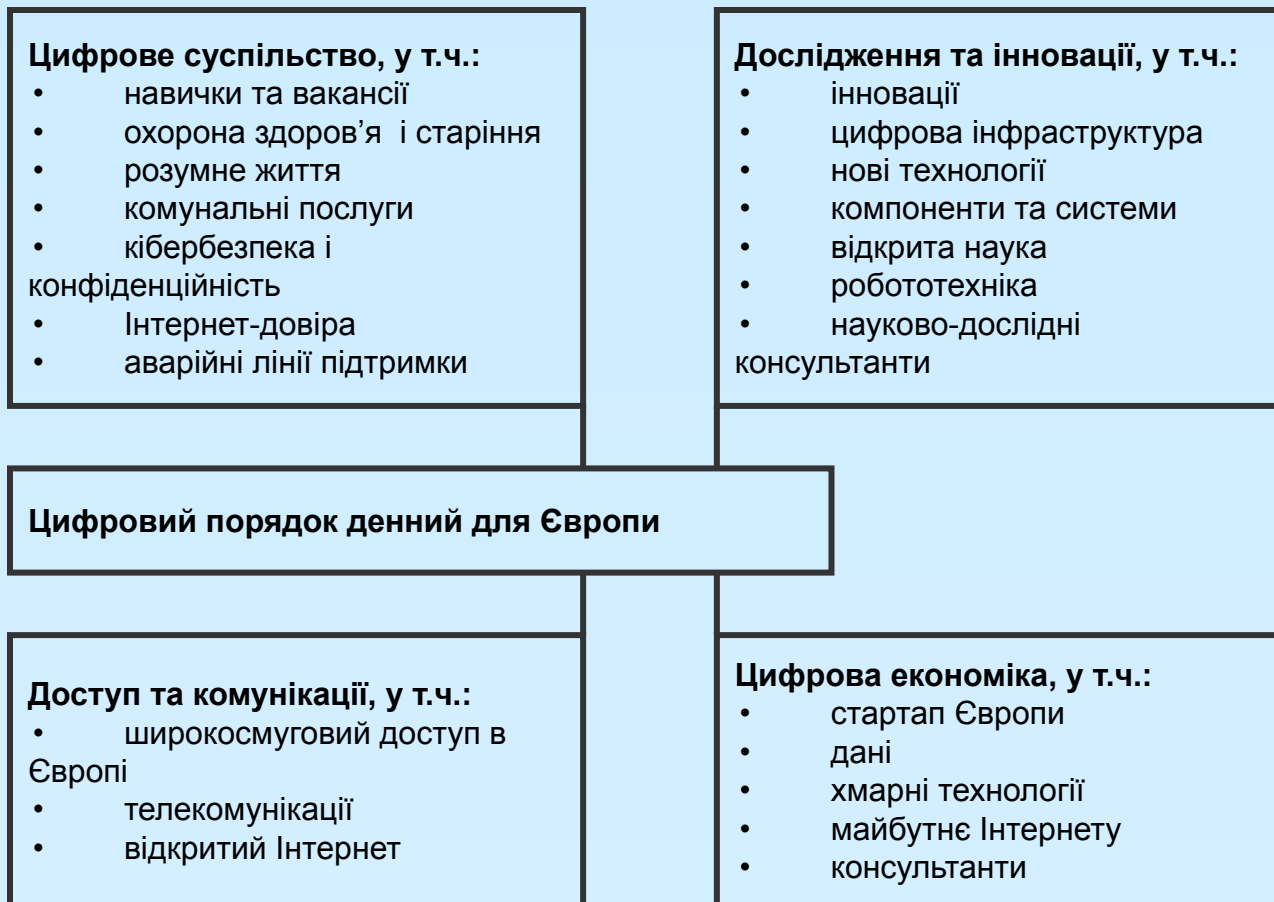 Цифрове суспільство, у т.ч.:
• навички та вакансії
• охорона здоров’я і старіння
• розумне життя
• комунальні послуги
• кібербезпека і
конфіденційність
• Інтернет-довіра
• аварійні лінії підтримки
Дослідження та інновації, у т.ч.:
• інновації
• цифрова інфраструктура
• нові технології
• компоненти та системи
• відкрита наука
• робототехніка
• науково-дослідні
консультанти
Цифровий порядок денний для Європи
Доступ та комунікації, у т.ч.:
• широкосмуговий доступ в
Європі
• телекомунікації
• відкритий Інтернет
Цифрова економіка, у т.ч.:
• стартап Європи
• дані
• хмарні технології
• майбутнє Інтернету
• консультанти